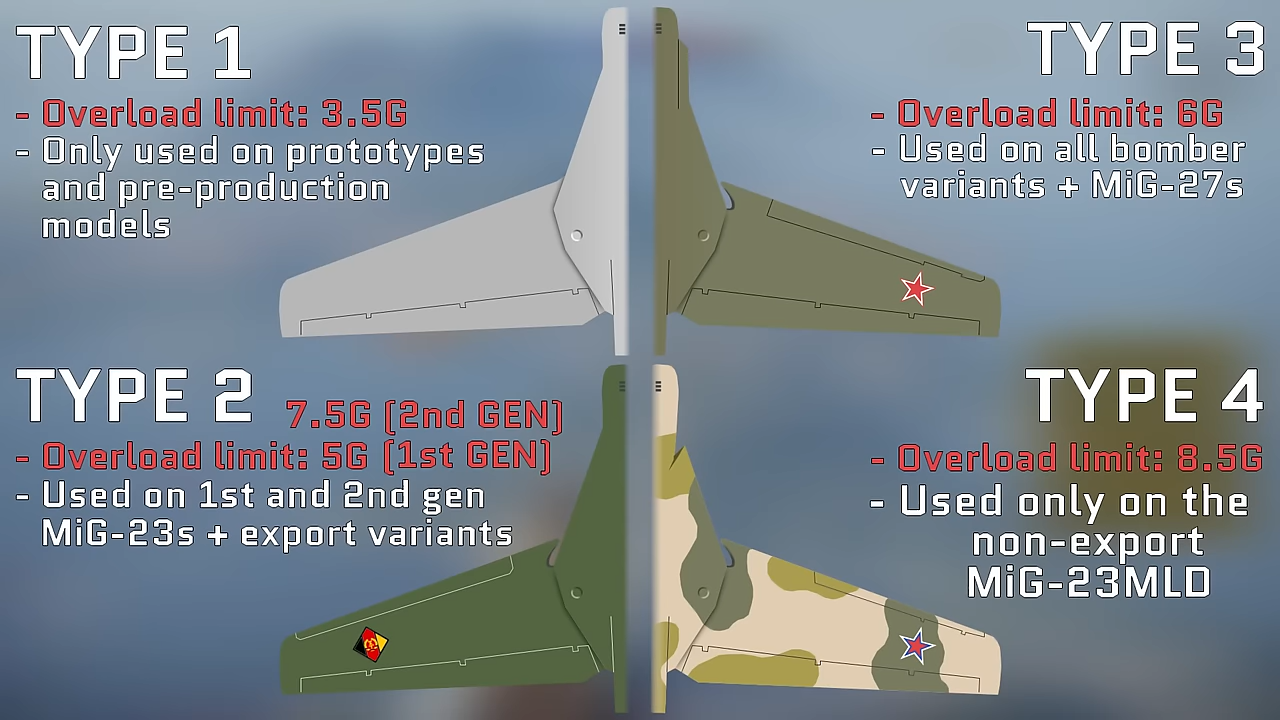 TYPE 1
- Overload limit: 3.5G
- Only used on prototypes
and pre-production
models
TYPE 3
- Overload limit: 6G
- Used on all bomber
variants + MiG-27s
TYPE 2
7.5G (2nd GEN)
- Overload limit: 5G (1st GEN)
- Used on 1st and 2nd gen
MiG-23s + export variants
TYPE 4
- Overload limit: 8.5G
- Used only on the
non-export
MiG-23MLD